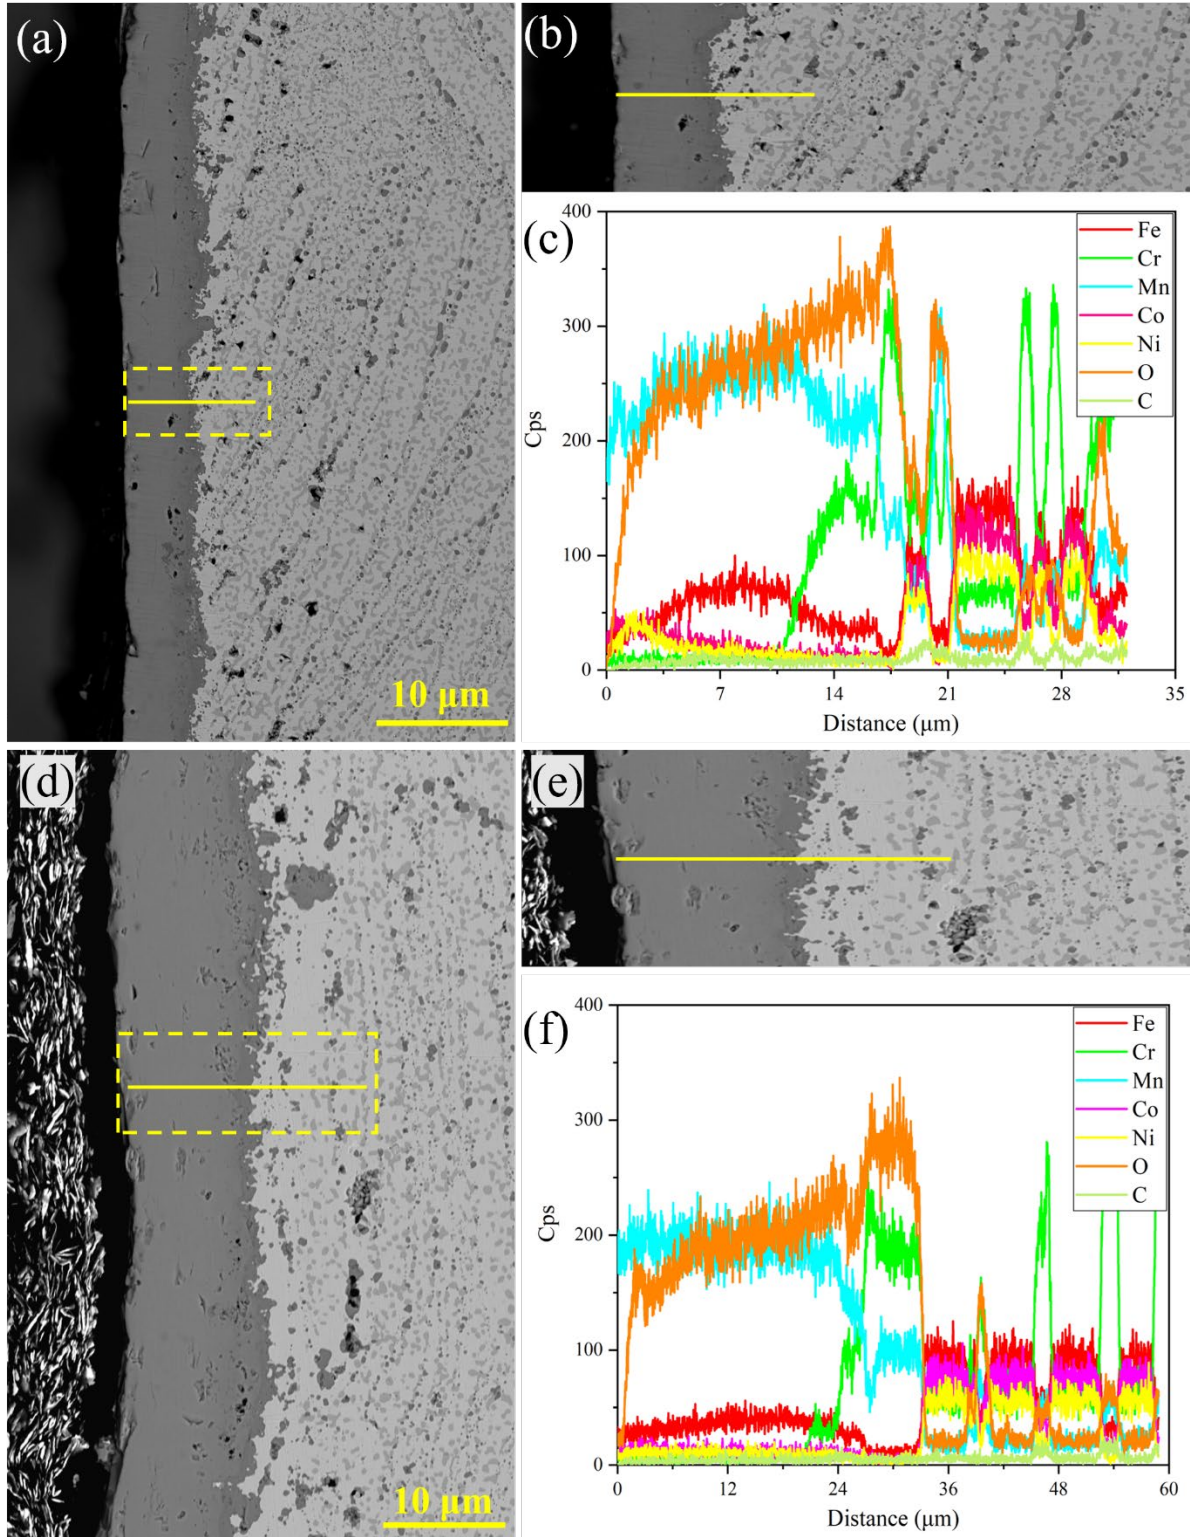 (a)
10 μm
(b)
(c)
400
300
200
100
0
Cps
0 7 14 21 28 35
Distance (μm)
Fe
Cr
Mn
Co
Ni
O
C
(d)
10 μm
(e)
(f)
400
300
200
100
0
Cps
0 12 24 36 48 60
Distance (μm)
Fe
Cr
Mn
Co
Ni
O
C